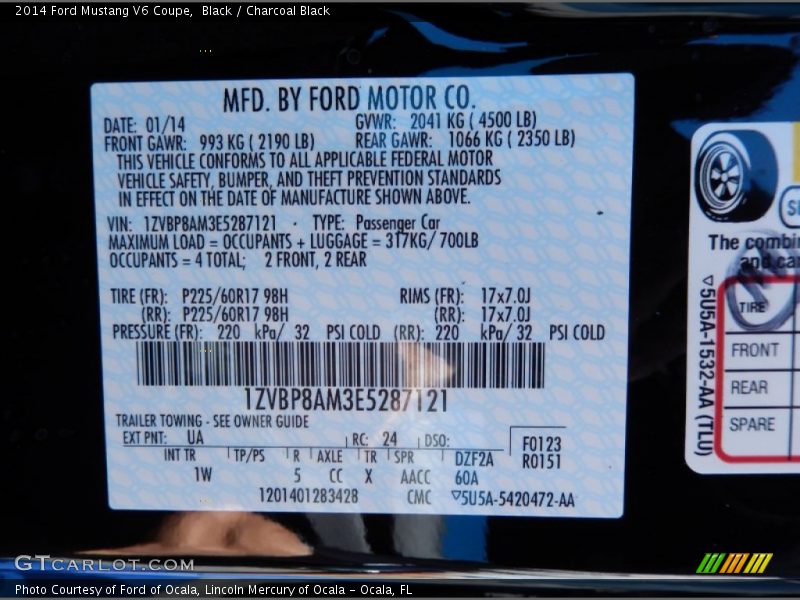 2014 Ford Mustang V6 Coupe,  Black / Charcoal Black
MFD. BY FORD MOTOR CO.
DATE: 01/14 GVWR: 2041 KG ( 4500 LB)
FRONT GAWR: 993 KG ( 2190 LB) REAR GAWR: 1066 KG ( 2350 LB)
THIS VEHICLE CONFORMS TO ALL APPLICABLE FEDERAL MOTOR
VEHICLE SAFETY, BUMPER, AND THEFT PREVENTION STANDARDS
IN EFFECT ON THE DATE OF MANUFACTURE SHOWN ABOVE.
VIN: 1ZVBP8AM3E5287121 · TYPE: Passenger Car
MAXIMUM LOAD = OCCUPANTS + LUGGAGE = 317KG/700LB
OCCUPANTS = 4 TOTAL; 2 FRONT, 2 REAR
TIRE (FR): P225/60R17 98H RIMS (FR): 17x7.0J
(RR): P225/60R17 98H (RR): 17x7.0J
PRESSURE (FR): 220 kPa/ 32 PSI COLD (RR): 220 kPa/ 32 PSI COLD
1ZVBP8AM3E5287121
TRAILER TOWING - SEE OWNER GUIDE
EXT PNT: UA RC: 24 DSO: F0123
INT TR TP/PS R AXLE TR SPR DZF2A R0151
1W 5 CC X AACC 60A
1201401283428 CMC ▽5U5A-5420472-AA
The combin
and ca
▽5U5A-1532-AA (TLU)
TIRE
FRONT
REAR
SPARE
GTCARLOT.COM
Photo Courtesy of Ford of Ocala, Lincoln Mercury of Ocala - Ocala, FL